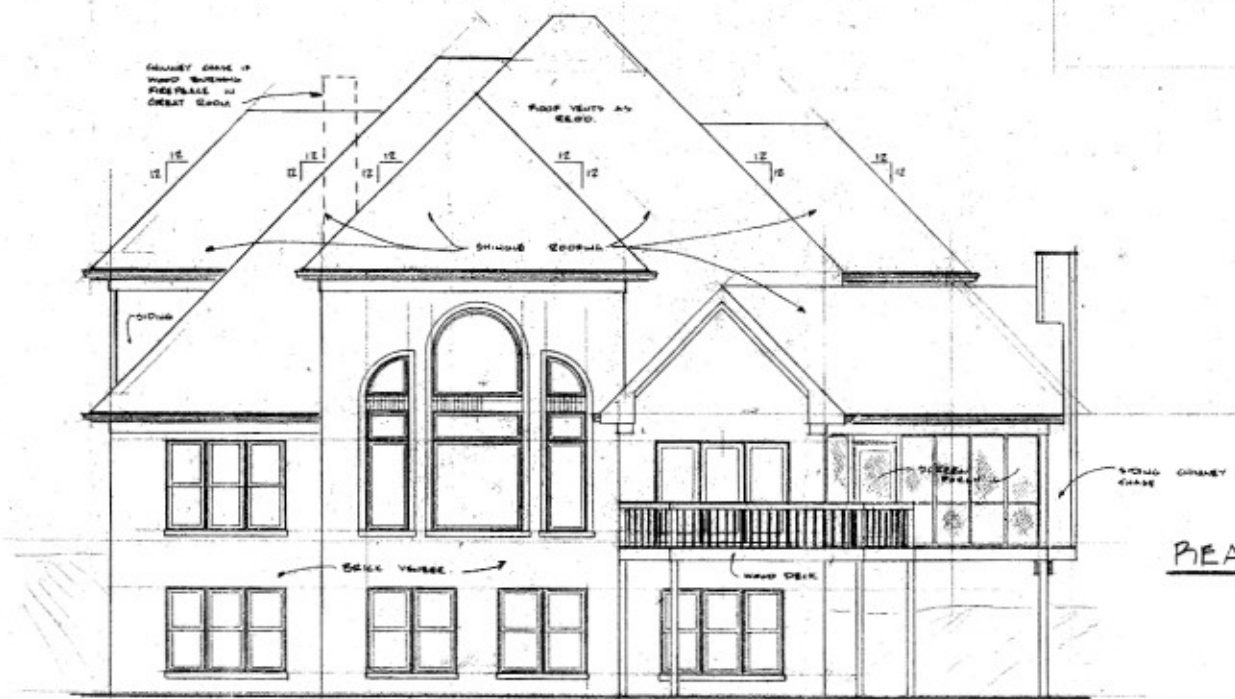 CHIMNEY CHASE IF
WOOD BURNING
FIREPLACE IN
GREAT ROOM
ROOF VENTS AS
REQ'D.
12
12
12
12
12
12
12
12
12
12
12
12
SHINGLE ROOFING
SIDING
SCREEN
PORCH
SIDING CHIMNEY
CHASE
BRICK VENEER
WOOD DECK
REA